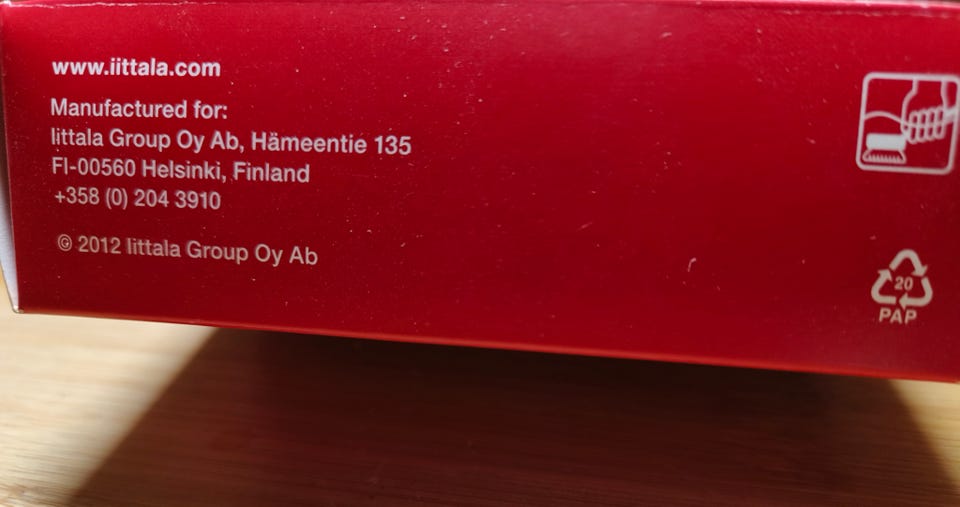 www.iittala.com
Manufactured for:
Iittala Group Oy Ab, Hämeentie 135
FI-00560 Helsinki, Finland
+358 (0) 204 3910
© 2012 Iittala Group Oy Ab
20
PAP